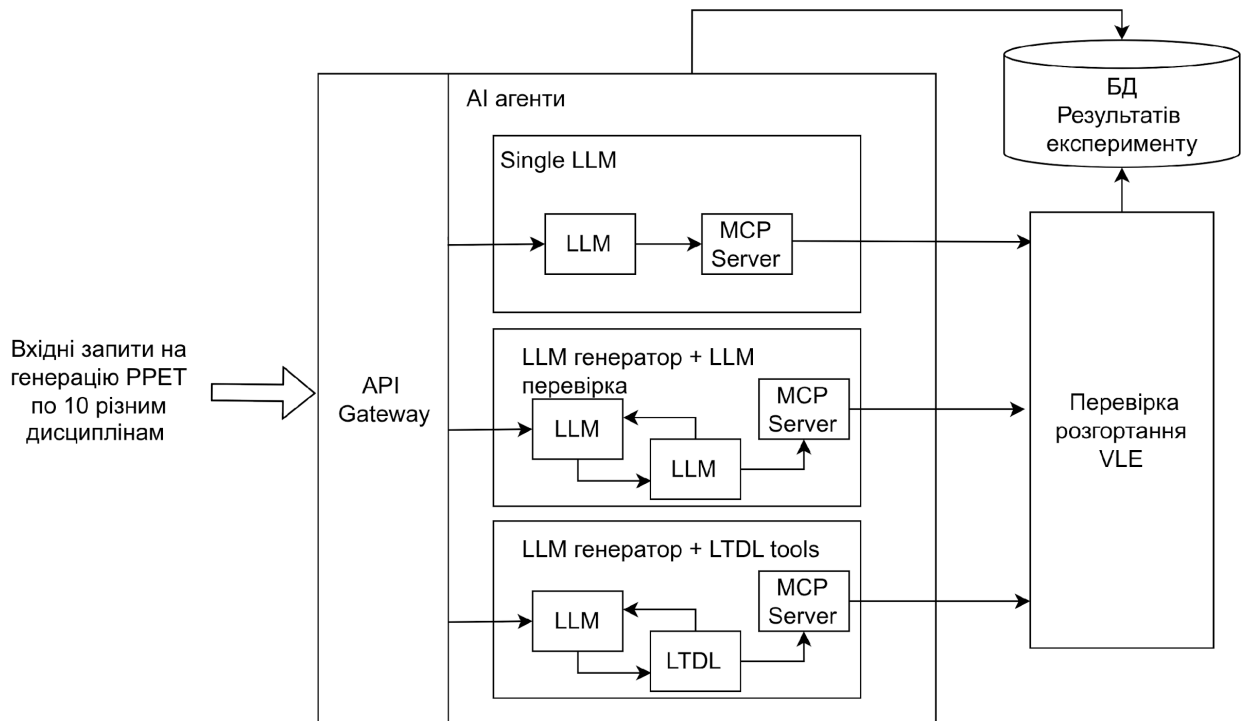 AI агенти
БД
Результатів
експерименту
Single LLM
LLM
MCP
Server
Вхідні запити на
генерацію PPET
по 10 різним
дисциплінам
API
Gateway
LLM генератор + LLM
перевірка
LLM
LLM
MCP
Server
Перевірка
розгортання
VLE
LLM генератор + LTDL tools
LLM
LTDL
MCP
Server